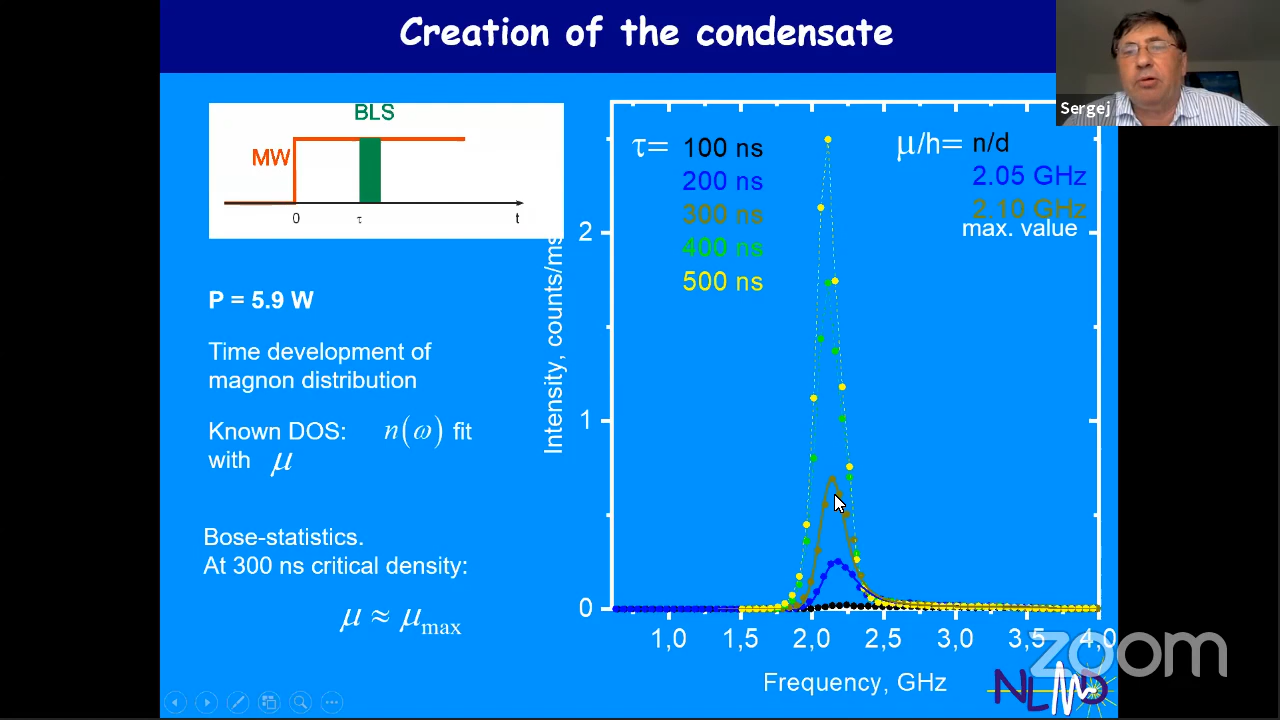 Creation of the condensate
Sergej
BLS
MW
0
τ
t
P = 5.9 W
Time development of
magnon distribution
Known DOS: n(ω) fit
with μ
Bose-statistics.
At 300 ns critical density:
μ ≈ μmax
τ= 100 ns
200 ns
300 ns
400 ns
500 ns
μ/h= n/d
2.05 GHz
2.10 GHz
max. value
Intensity, counts/ms
2
1
0
1,0 1,5 2,0 2,5 3,0 3,5 4,0
Frequency, GHz
zoom